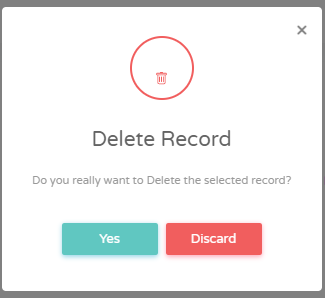 ×
Delete Record
Do you really want to Delete the selected record?
Yes
Discard